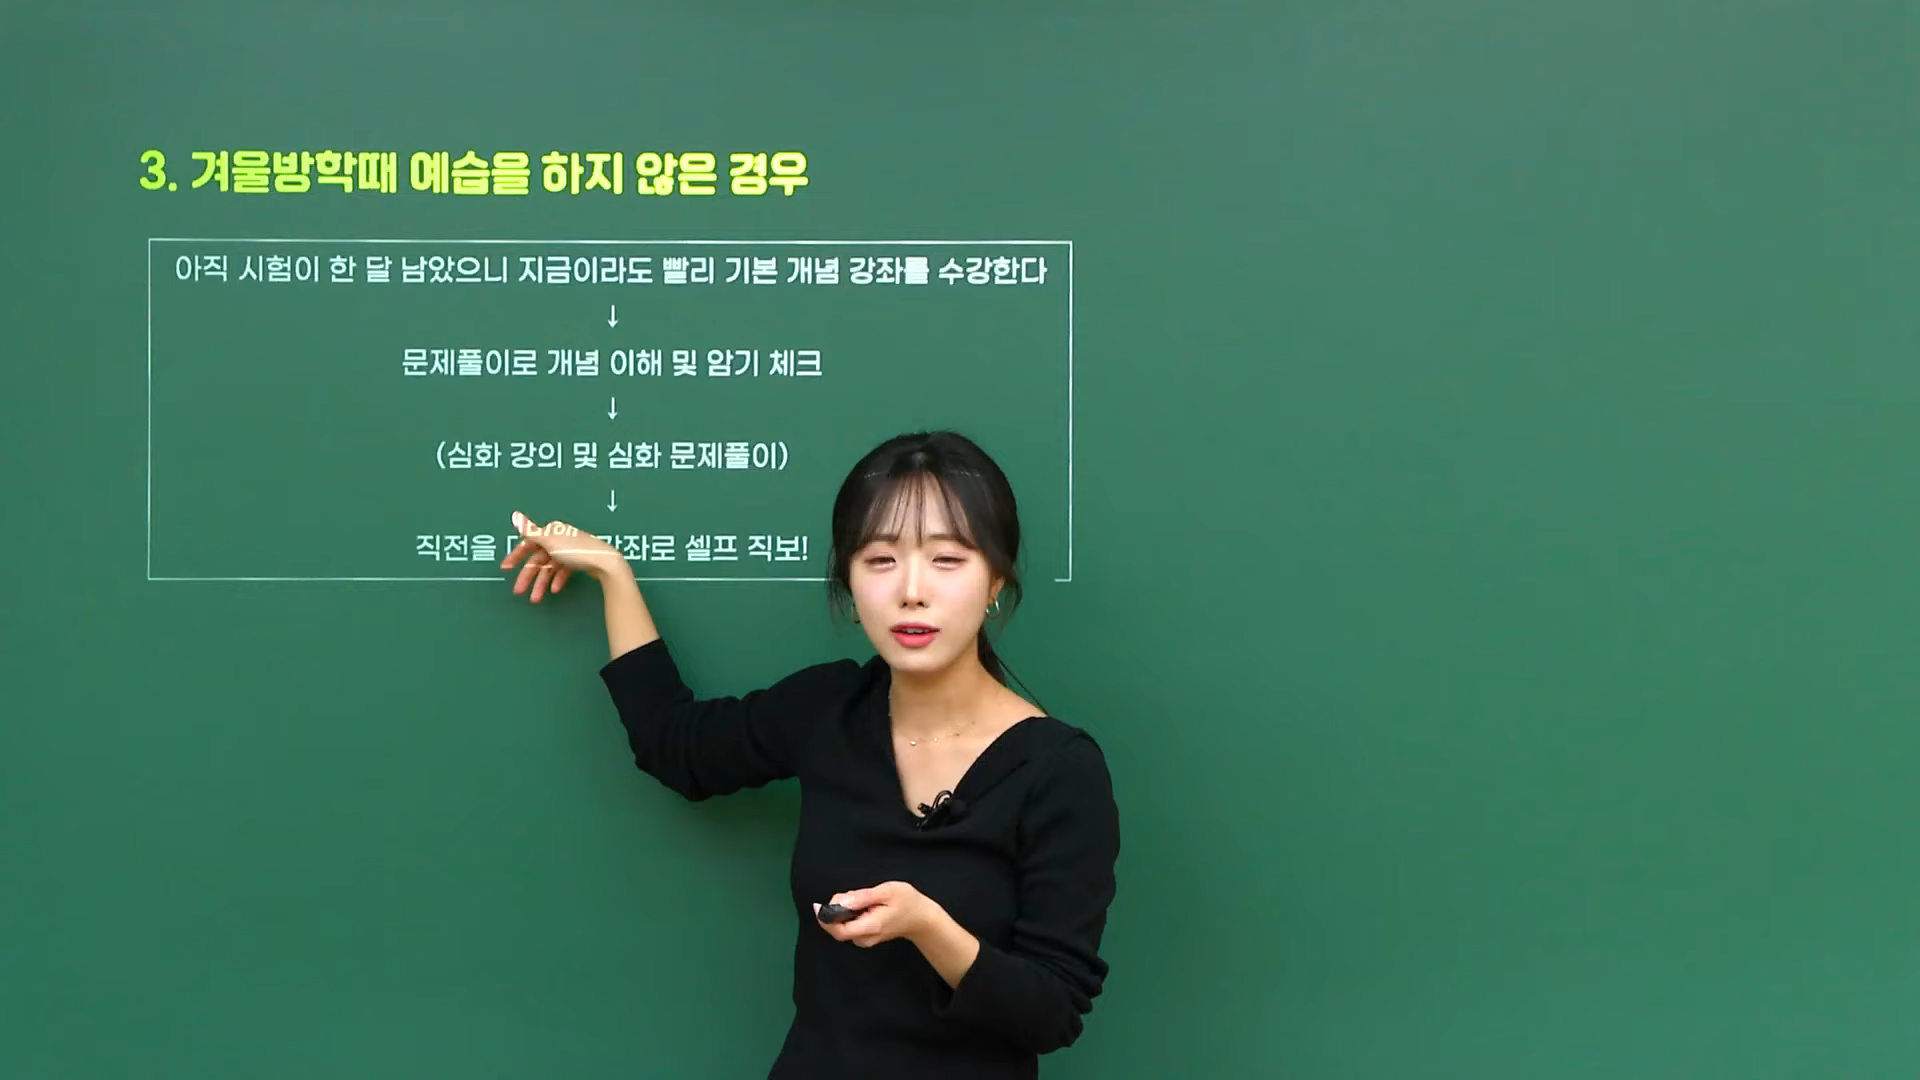 3. 겨울방학때 예습을 하지 않은 경우
아직 시험이 한 달 남았으니 지금이라도 빨리 기본 개념 강좌를 수강한다
↓
문제풀이로 개념 이해 및 암기 체크
↓
(심화 강의 및 심화 문제풀이)
↓
직전을 강좌로 셀프 직보!